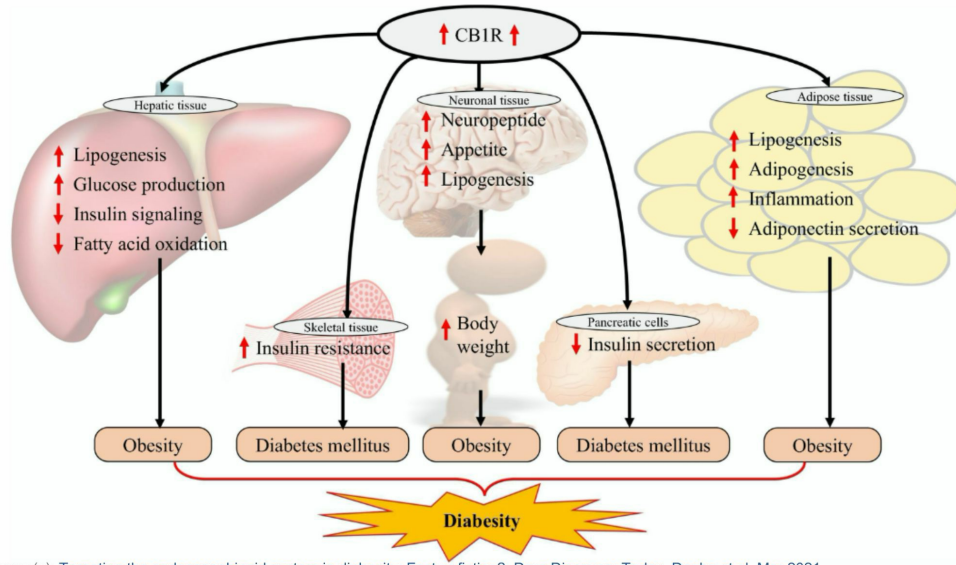 CB1R
Hepatic tissue
Lipogenesis
Glucose production
Insulin signaling
Fatty acid oxidation
Neuronal tissue
Neuropeptide
Appetite
Lipogenesis
Adipose tissue
Lipogenesis
Adipogenesis
Inflammation
Adiponectin secretion
Skeletal tissue
Insulin resistance
Body
weight
Pancreatic cells
Insulin secretion
Obesity
Diabetes mellitus
Obesity
Diabetes mellitus
Obesity
Diabesity